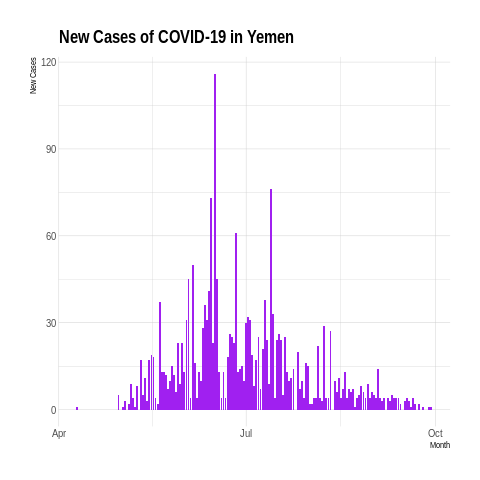 New Cases of COVID-19 in Yemen
New Cases
120
90
60
30
0
Apr
Jul
Oct
Month